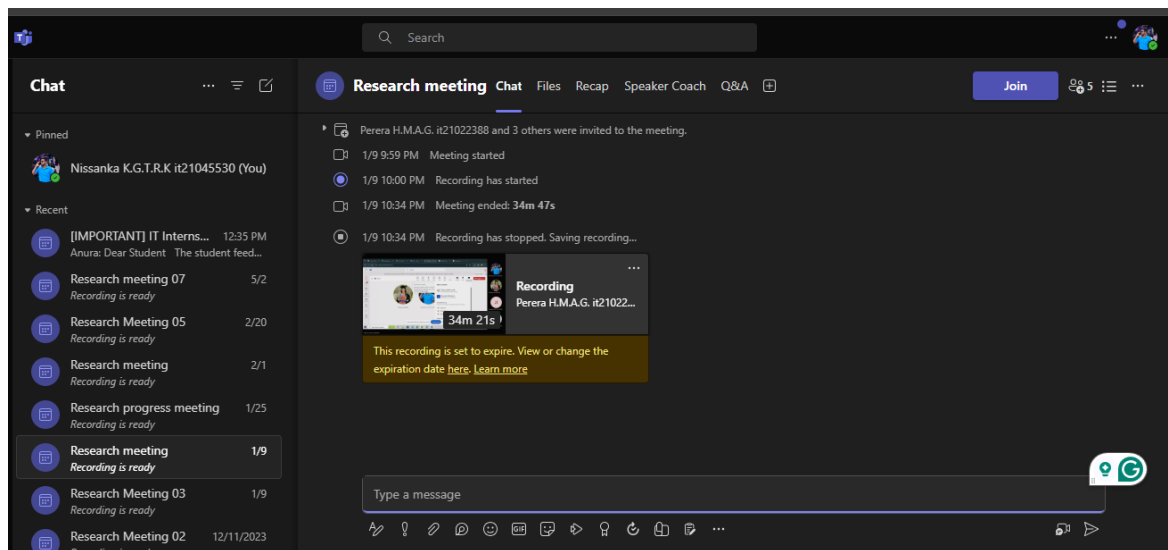 Search
Chat
Research meeting Chat Files Recap Speaker Coach Q&A Join 5
Pinned
Nissanka K.G.T.R.K it21045530 (You)
Recent
[IMPORTANT] IT Interns... 12:35 PM
Anura: Dear Student The student feed...
Research meeting 07 5/2
Recording is ready
Research Meeting 05 2/20
Recording is ready
Research meeting 2/1
Recording is ready
Research progress meeting 1/25
Recording is ready
Research meeting 1/9
Recording is ready
Research Meeting 03 1/9
Recording is ready
Research Meeting 02 12/11/2023
Perera H.M.A.G. it21022388 and 3 others were invited to the meeting.
1/9 9:59 PM Meeting started
1/9 10:00 PM Recording has started
1/9 10:34 PM Meeting ended: 34m 47s
1/9 10:34 PM Recording has stopped. Saving recording...
34m 21s
Recording
Perera H.M.A.G. it21022...
This recording is set to expire. View or change the
expiration date here. Learn more
Type a message
GIF